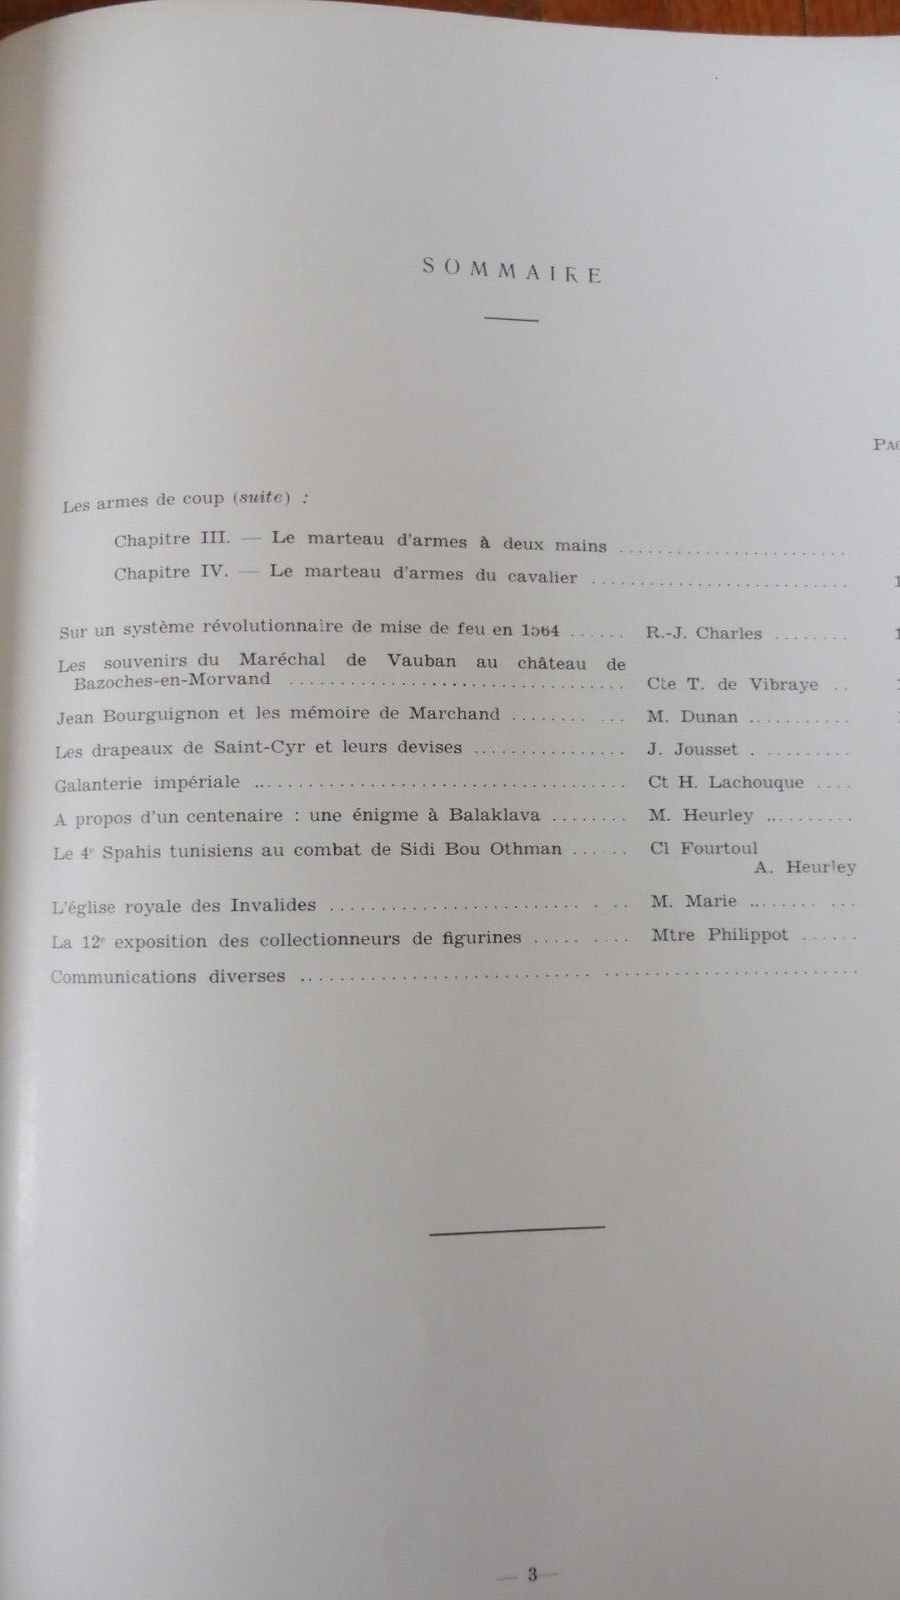 SOMMAIRE
Les armes de coup (suite) :
Chapitre III. — Le marteau d'armes à deux mains ........................
Chapitre IV. — Le marteau d'armes du cavalier ...........................
Sur un système révolutionnaire de mise de feu en 1564 ...... R.-J. Charles ........
Les souvenirs du Maréchal de Vauban au château de
Bazoches-en-Morvand .................................. Cte T. de Vibraye ..
Jean Bourguignon et les mémoire de Marchand ........ ... M. Dunan ...........
Les drapeaux de Saint-Cyr et leurs devises ................ J. Jousset . .........
Galanterie impériale ...................................... Ct H. Lachouque ....
A propos d'un centenaire : une énigme à Balaklava ........ M. Heurley ..........
Le 4e Spahis tunisiens au combat de Sidi Bou Othman ...... Cl Fourtoul
A. Heurley
L'église royale des Invalides ......................... . .. M. Marie ........ ...
La 12e exposition des collectionneurs de figurines ..... .... Mtre Philippot ......
Communications diverses ............................... ..........................
— 3 —